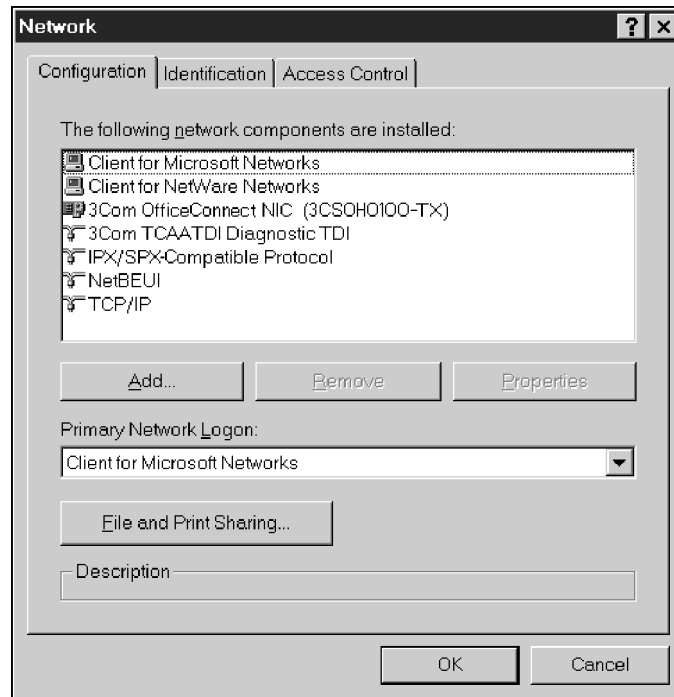 Network
? ×
Configuration Identification Access Control
The following network components are installed:
Client for Microsoft Networks
Client for NetWare Networks
3Com OfficeConnect NIC (3CSOHO100-TX)
3Com TCAATDI Diagnostic TDI
IPX/SPX-Compatible Protocol
NetBEUI
TCP/IP
Add... Remove Properties
Primary Network Logon:
Client for Microsoft Networks
File and Print Sharing...
Description
OK Cancel